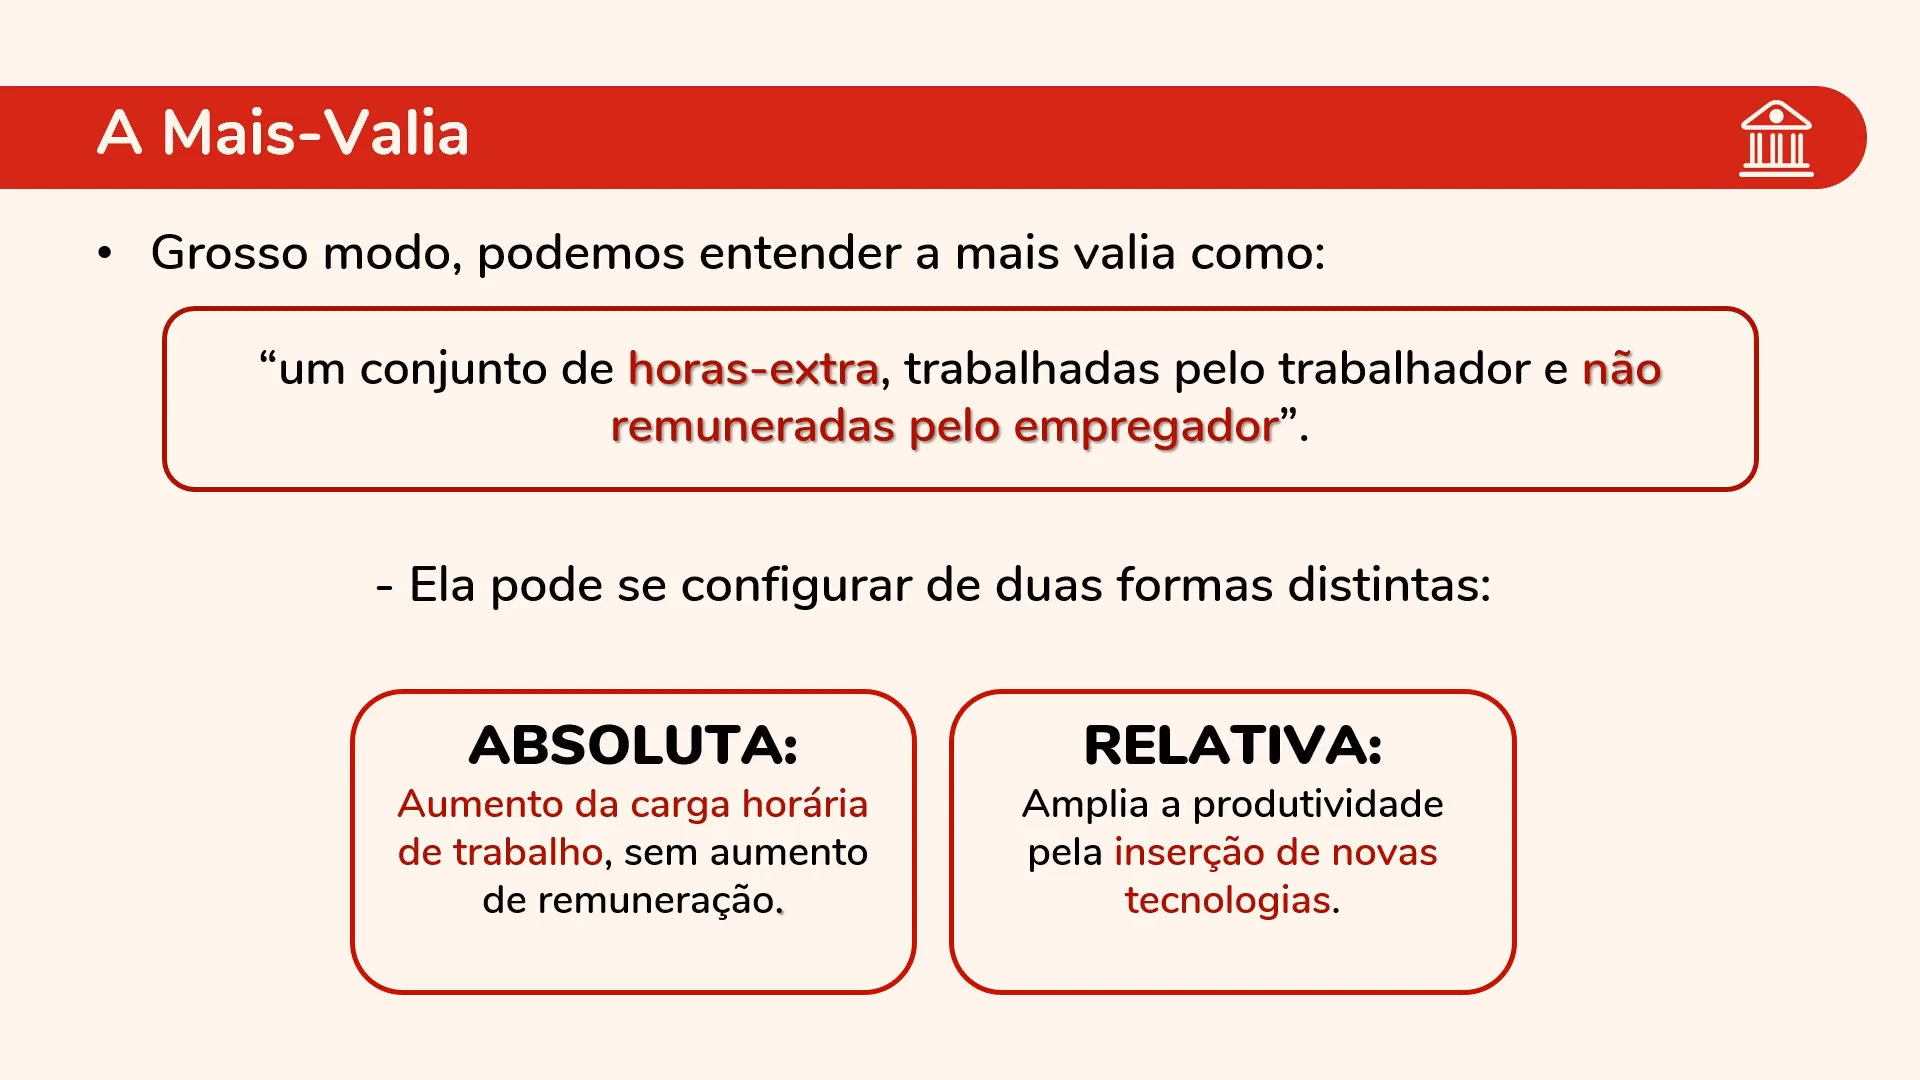 A Mais-Valia
• Grosso modo, podemos entender a mais valia como:
“um conjunto de horas-extra, trabalhadas pelo trabalhador e não
remuneradas pelo empregador”.
- Ela pode se configurar de duas formas distintas:
ABSOLUTA:
Aumento da carga horária
de trabalho, sem aumento
de remuneração.
RELATIVA:
Amplia a produtividade
pela inserção de novas
tecnologias.